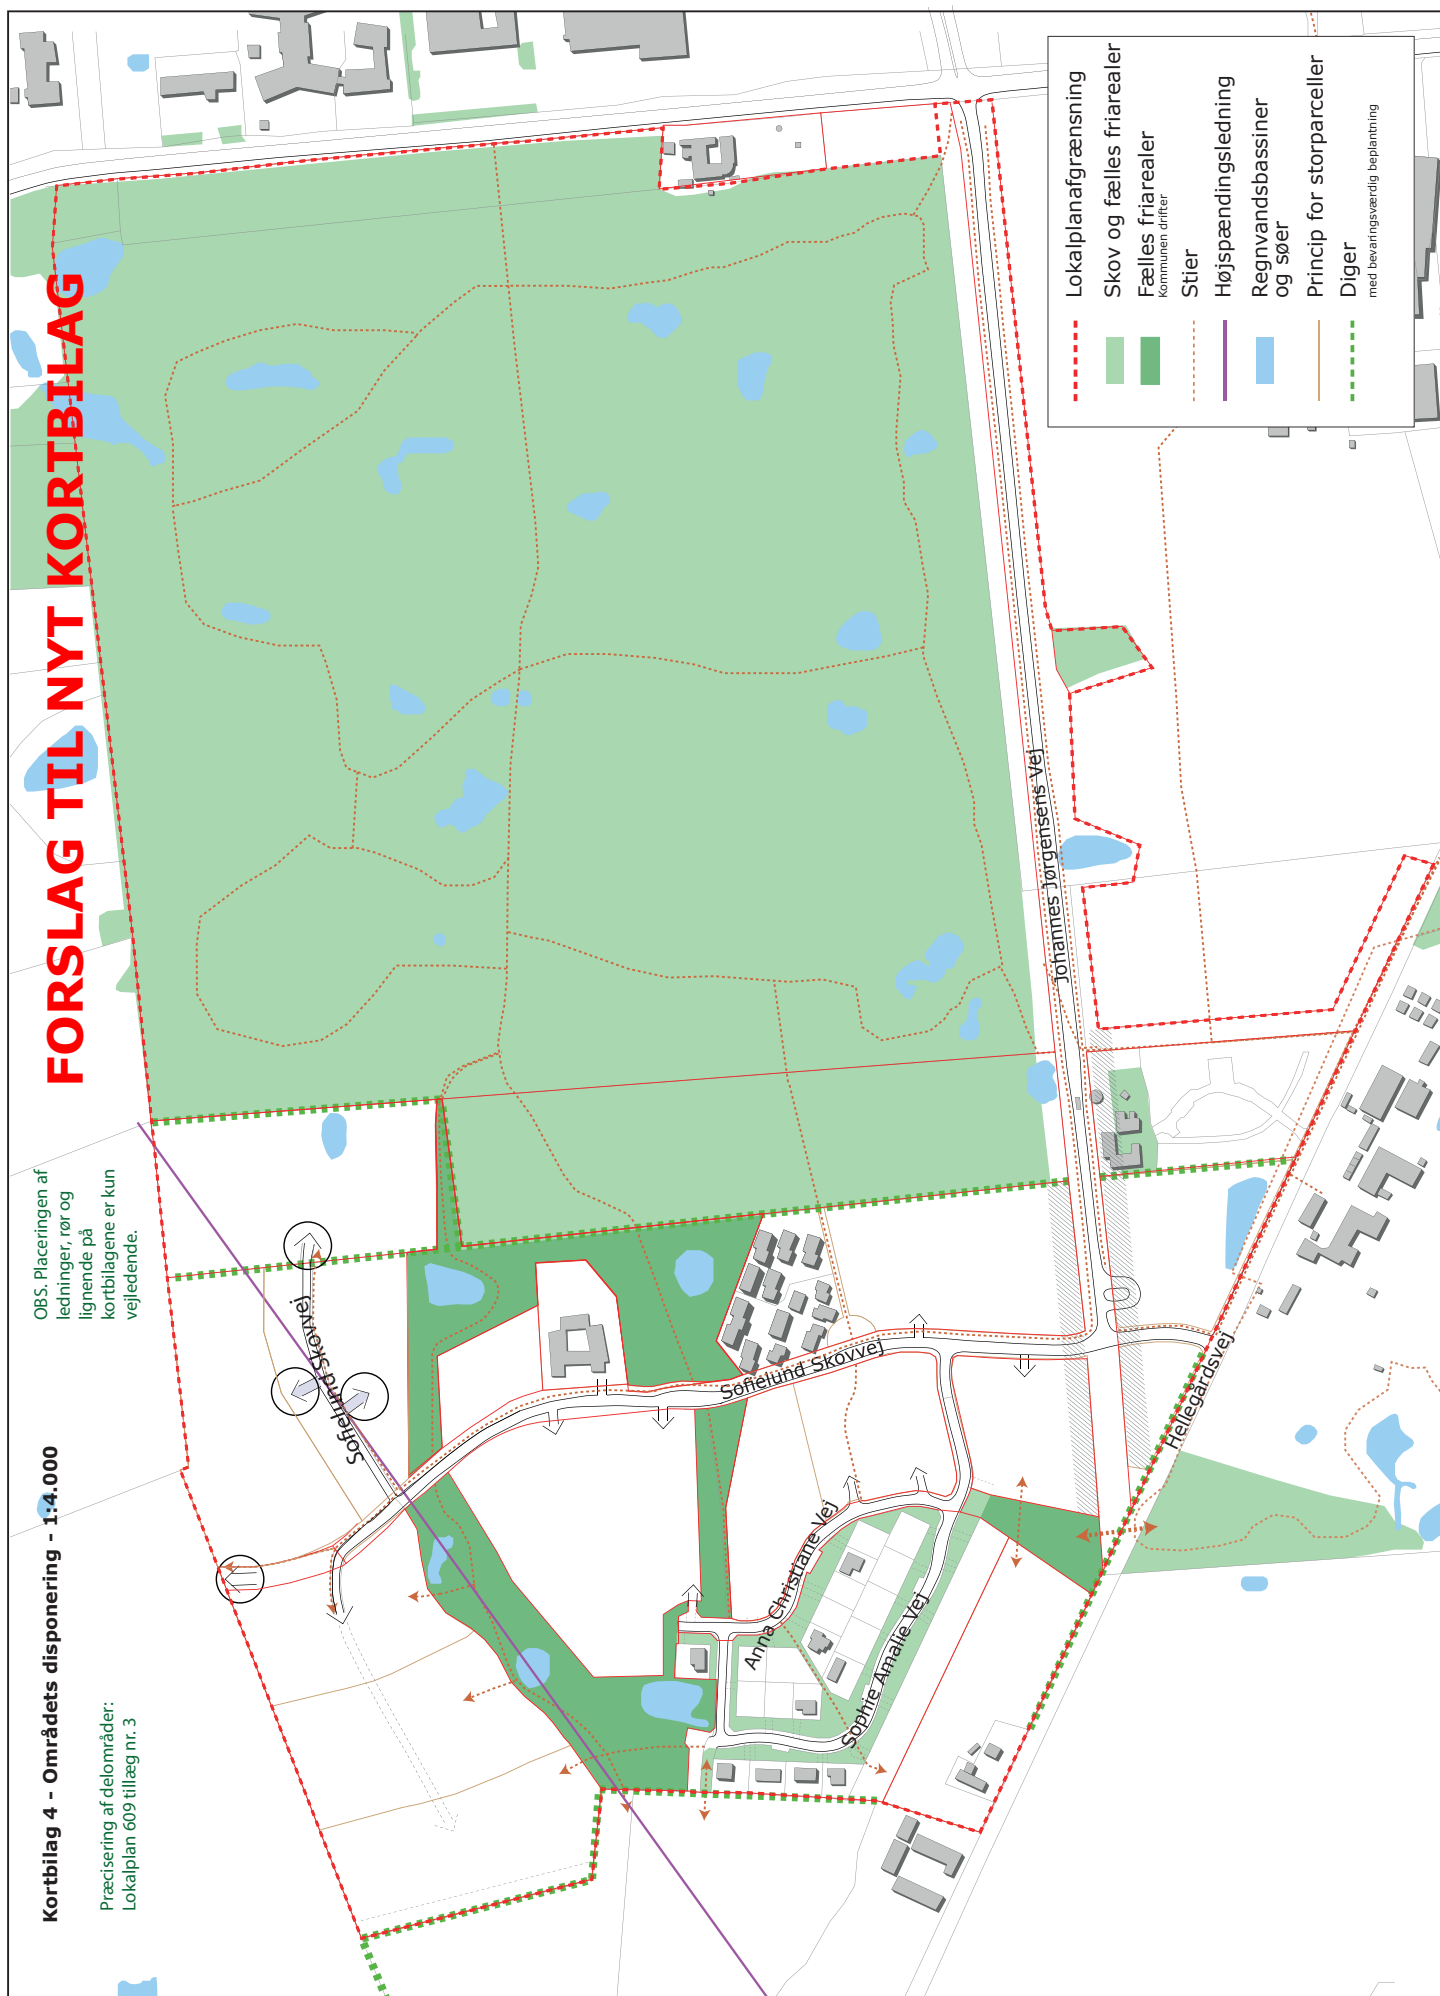 FORSLAG TIL NYT KORTBILAG
Kortbilag 4 - Områdets disponering - 1:4.000
Præcisering af delområder:
Lokalplan 609 tillæg nr. 3
OBS. Placeringen af
ledninger, rør og
lignende på
kortbilagene er kun
vejledende.
Sofielund Skovvej
Sofielund Skovvej
Anna Christiane Vej
Sophie Amalie Vej
Hellegårdsvej
Johannes Jørgensens Vej
Lokalplanafgrænsning
Skov og fælles friarealer
Fælles friarealer
Kommunen drifter
Stier
Højspændingsledning
Regnvandsbassiner
og søer
Princip for storparceller
Diger
med bevaringsværdig beplantning